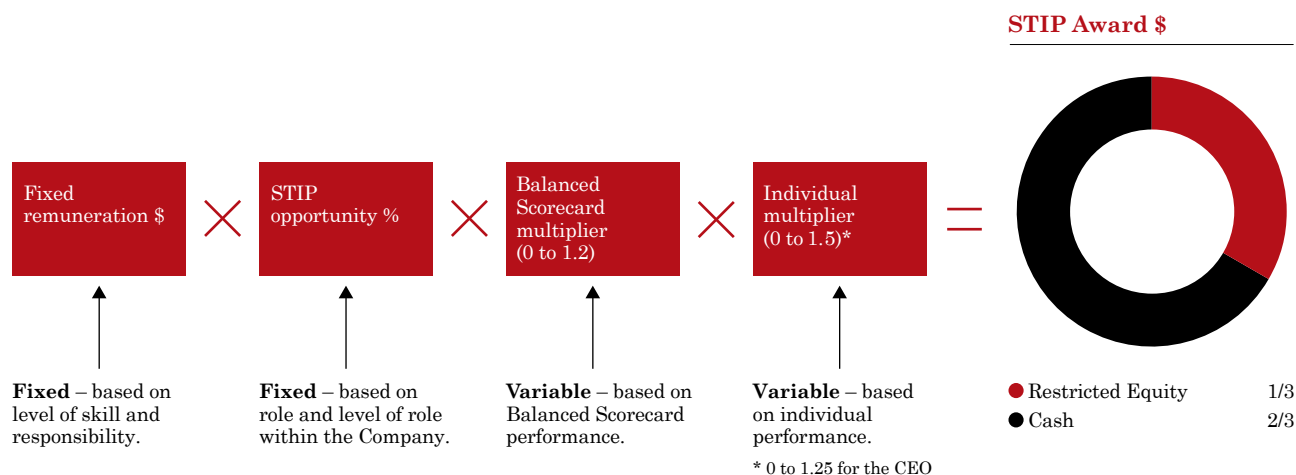 STIP Award $
Fixed
remuneration $
STIP
opportunity %
Balanced
Scorecard
multiplier
(0 to 1.2)
Individual
multiplier
(0 to 1.5)*
Fixed – based on
level of skill and
responsibility.
Fixed – based on
role and level of role
within the Company.
Variable – based on
Balanced Scorecard
performance.
Variable – based
on individual
performance.
* 0 to 1.25 for the CEO
Restricted Equity 1/3
Cash 2/3